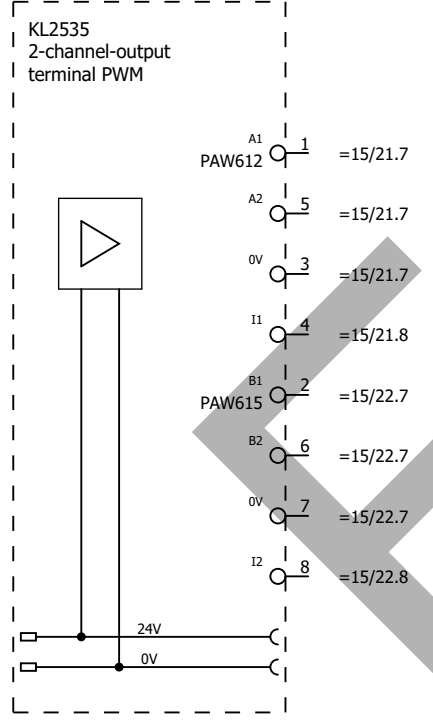 KL2535
2-channel-output
terminal PWM
A1 1 =15/21.7
PAW612
A2 5 =15/21.7
0V 3 =15/21.7
I1 4 =15/21.8
B1 2 =15/22.7
PAW615
B2 6 =15/22.7
0V 7 =15/22.7
I2 8 =15/22.8
24V
0V